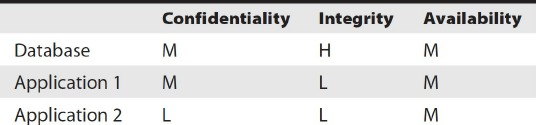 Confidentiality Integrity Availability
Database M H M
Application 1 M L M
Application 2 L L M